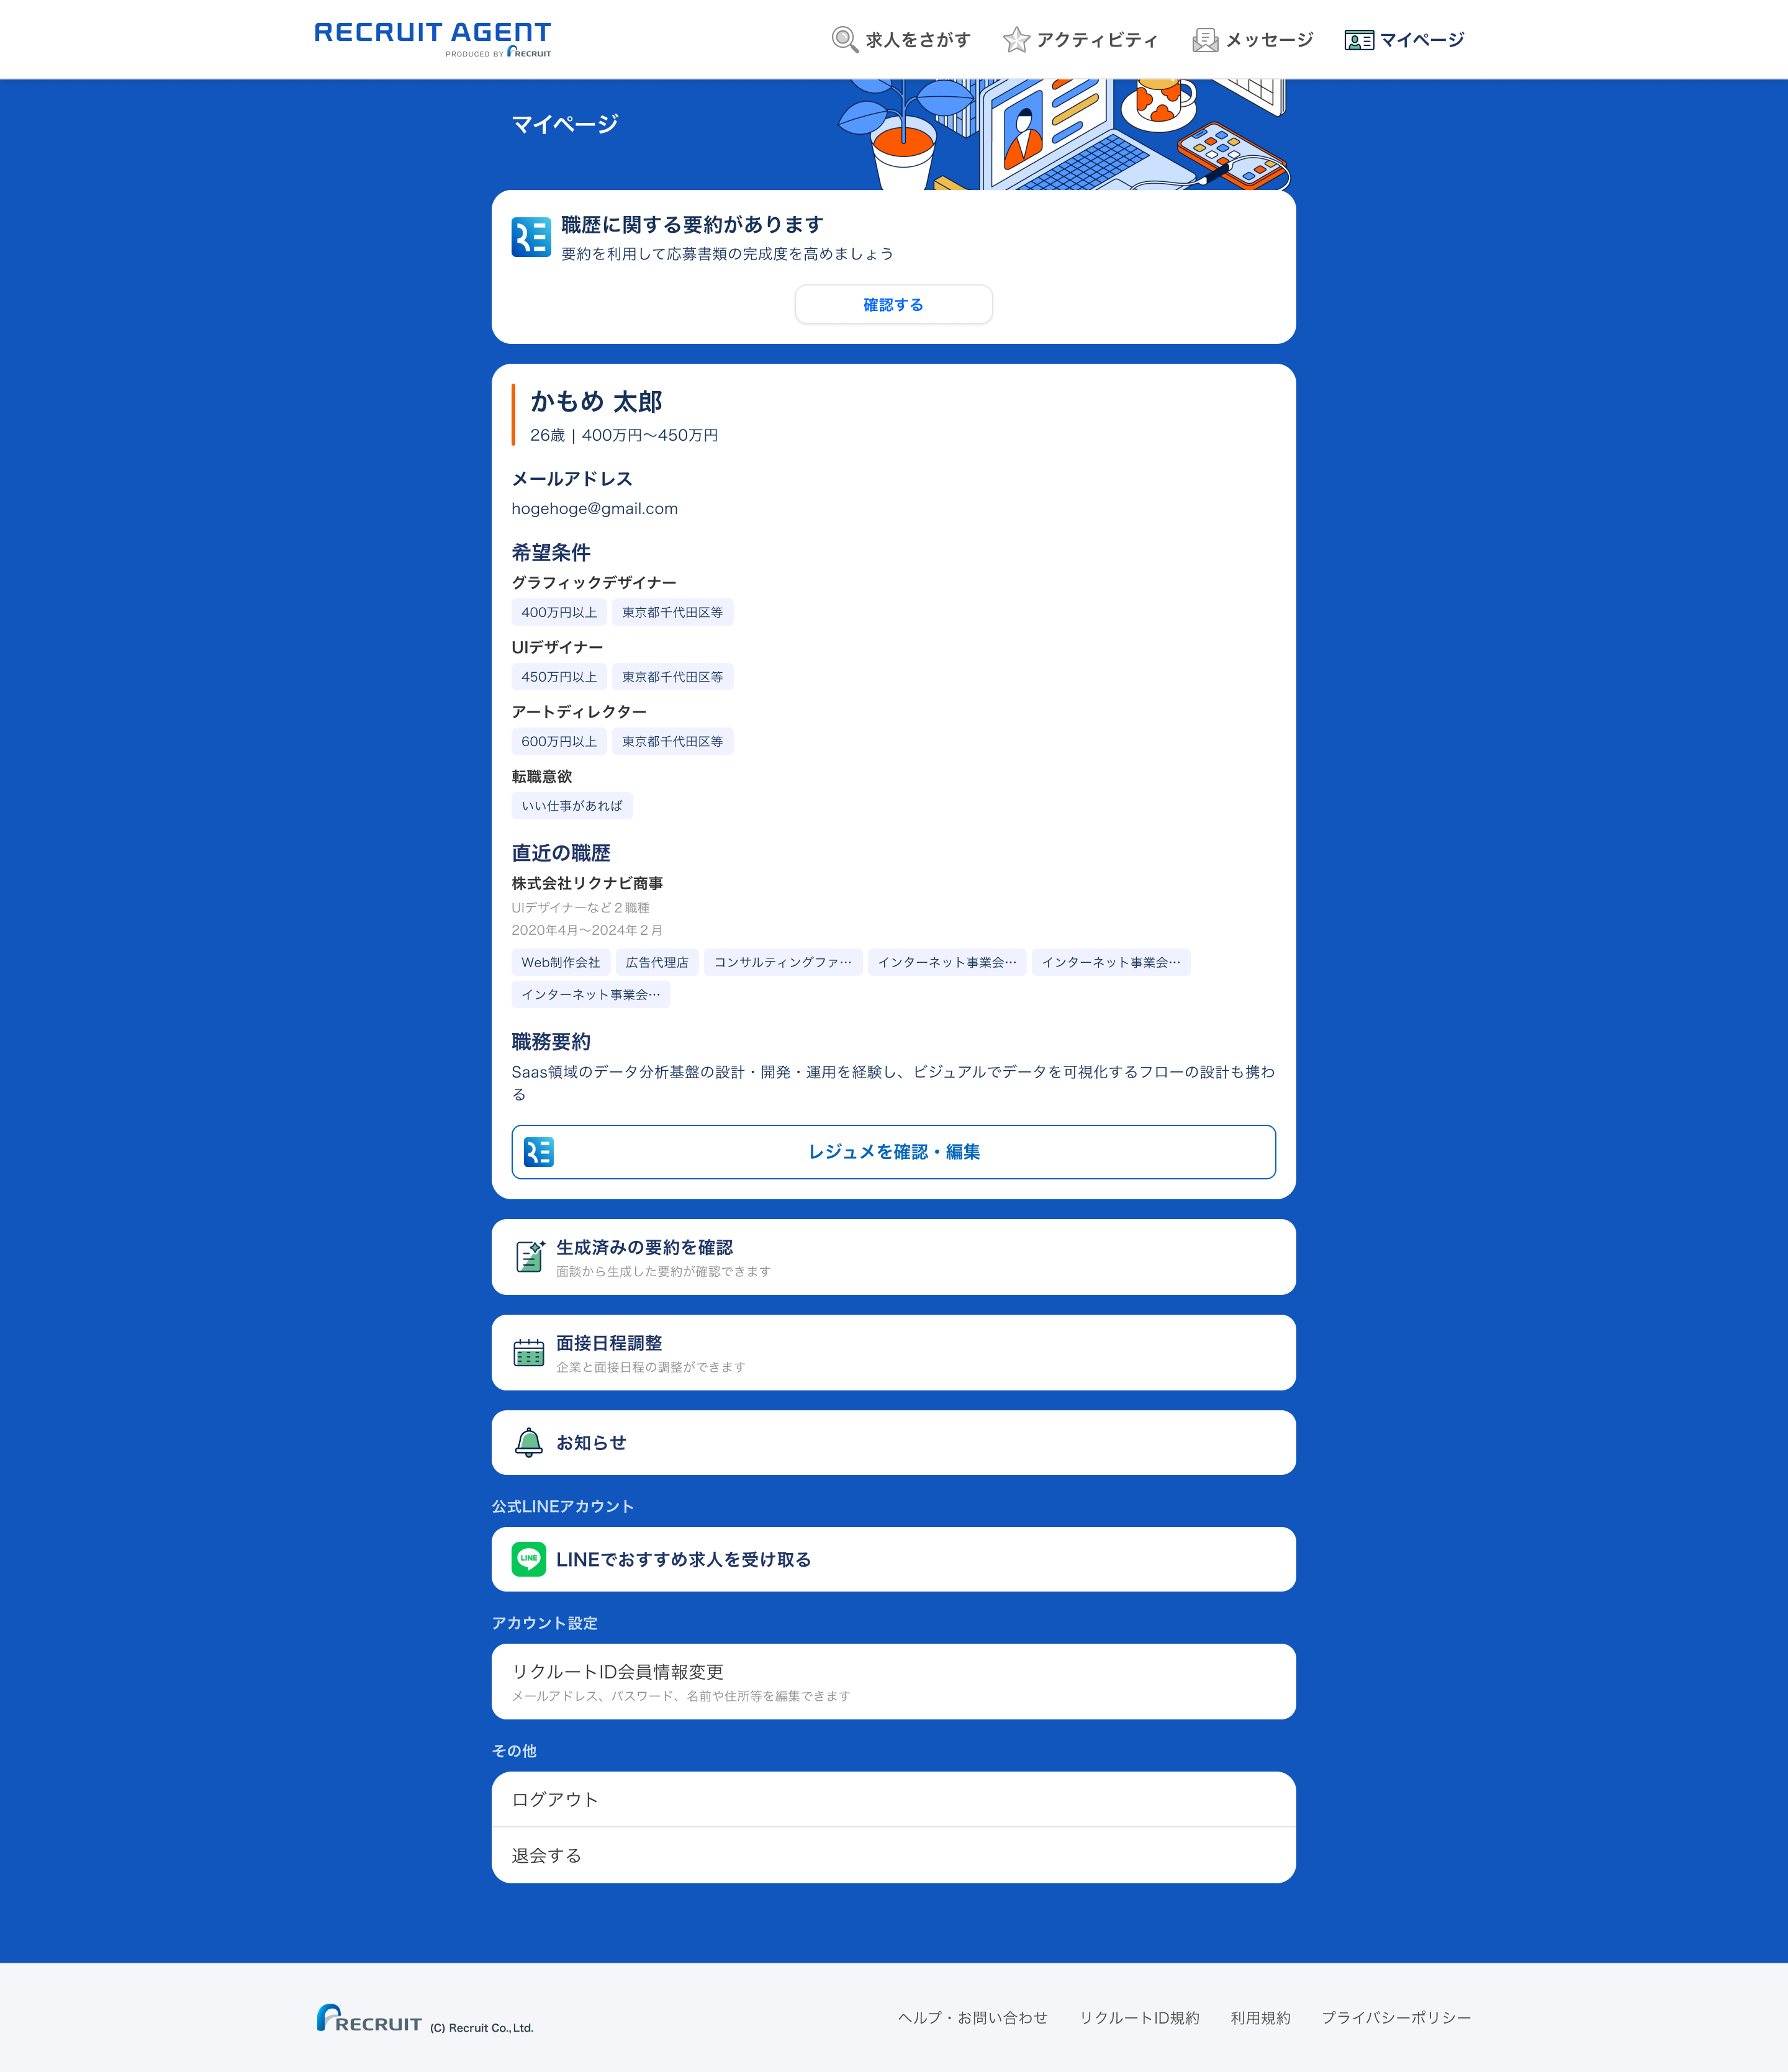 RECRUIT AGENT
PRODUCED BY RECRUIT
求人をさがす
アクティビティ
メッセージ
マイページ
マイページ
職歴に関する要約があります
要約を利用して応募書類の完成度を高めましょう
確認する
かもめ 太郎
26歳 | 400万円〜450万円
メールアドレス
hogehoge@gmail.com
希望条件
グラフィックデザイナー
400万円以上 東京都千代田区等
UIデザイナー
450万円以上 東京都千代田区等
アートディレクター
600万円以上 東京都千代田区等
転職意欲
いい仕事があれば
直近の職歴
株式会社リクナビ商事
UIデザイナーなど２職種
2020年4月〜2024年２月
Web制作会社 広告代理店 コンサルティングファ… インターネット事業会… インターネット事業会…
インターネット事業会…
職務要約
Saas領域のデータ分析基盤の設計・開発・運用を経験し、ビジュアルでデータを可視化するフローの設計も携わ
る
レジュメを確認・編集
生成済みの要約を確認
面談から生成した要約が確認できます
面接日程調整
企業と面接日程の調整ができます
お知らせ
公式LINEアカウント
LINE
LINEでおすすめ求人を受け取る
アカウント設定
リクルートID会員情報変更
メールアドレス、パスワード、名前や住所等を編集できます
その他
ログアウト
退会する
RECRUIT (C) Recruit Co., Ltd.
ヘルプ・お問い合わせ
リクルートID規約
利用規約
プライバシーポリシー